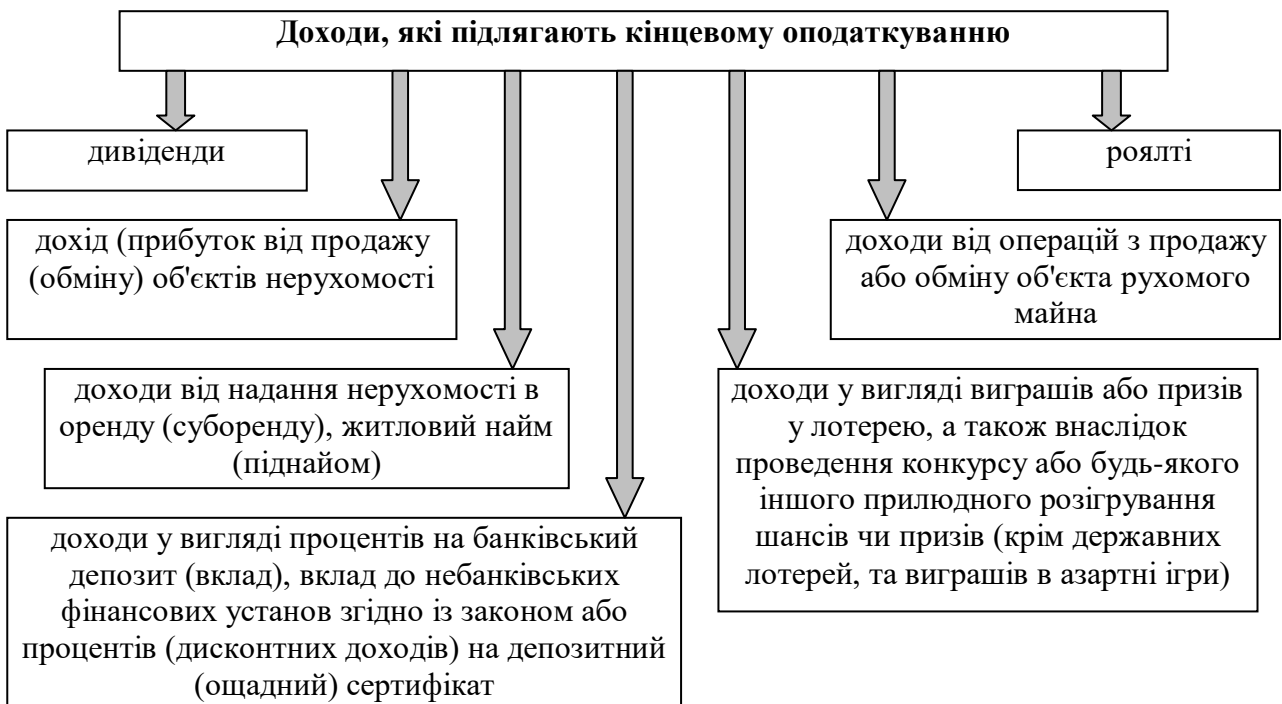 Доходи, які підлягають кінцевому оподаткуванню
дивіденди
роялті
дохід (прибуток від продажу
(обміну) об'єктів нерухомості
доходи від операцій з продажу
або обміну об'єкта рухомого
майна
доходи від надання нерухомості в
оренду (суборенду), житловий найм
(піднайом)
доходи у вигляді виграшів або призів
у лотерею, а також внаслідок
проведення конкурсу або будь-якого
іншого прилюдного розігрування
шансів чи призів (крім державних
лотерей, та виграшів в азартні ігри)
доходи у вигляді процентів на банківський
депозит (вклад), вклад до небанківських
фінансових установ згідно із законом або
процентів (дисконтних доходів) на депозитний
(ощадний) сертифікат